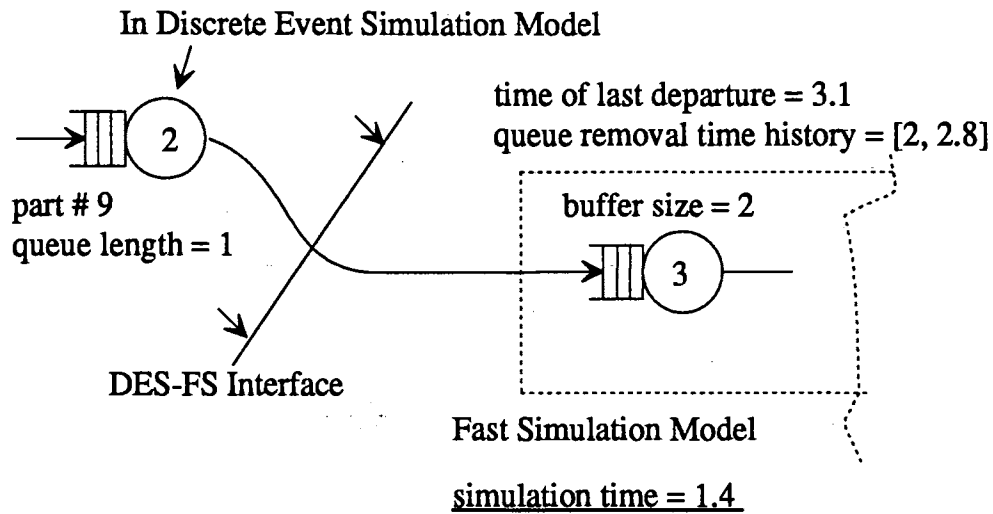 In Discrete Event Simulation Model
time of last departure = 3.1
queue removal time history = [2, 2.8]
2
part # 9
queue length = 1
buffer size = 2
3
DES-FS Interface
Fast Simulation Model
simulation time = 1.4